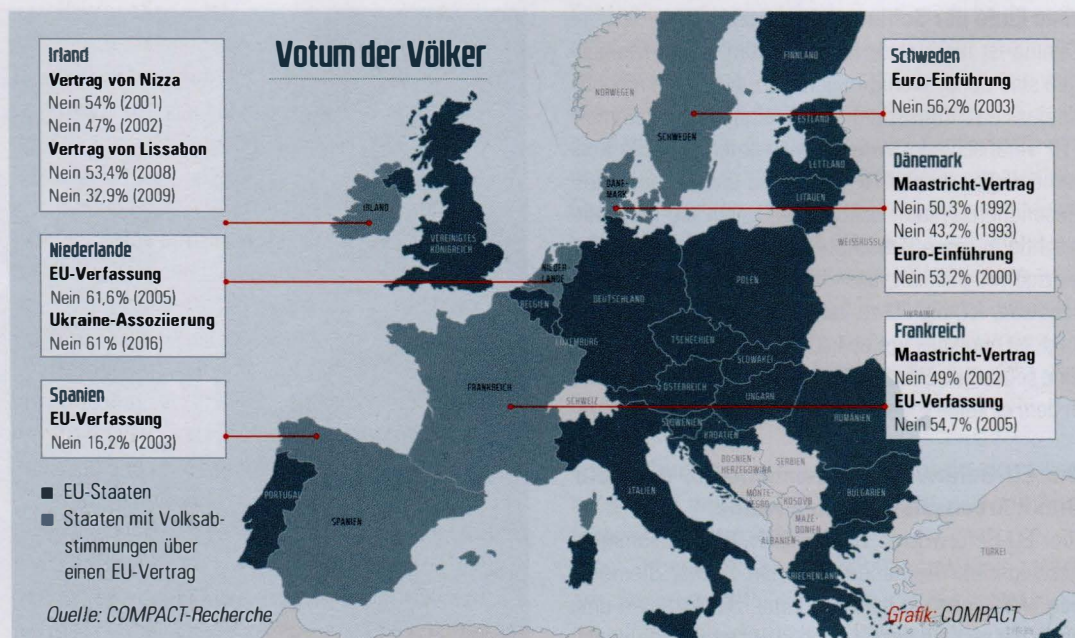 Votum der Völker
Irland
Vertrag von Nizza
Nein 54% (2001)
Nein 47% (2002)
Vertrag von Lissabon
Nein 53,4% (2008)
Nein 32,9% (2009)
Niederlande
EU-Verfassung
Nein 61,6% (2005)
Ukraine-Assoziierung
Nein 61% (2016)
Spanien
EU-Verfassung
Nein 16,2% (2003)
EU-Staaten
Staaten mit Volksab-
stimmungen über
einen EU-Vertrag
Quelle: COMPACT-Recherche
Schweden
Euro-Einführung
Nein 56,2% (2003)
Dänemark
Maastricht-Vertrag
Nein 50,3% (1992)
Nein 43,2% (1993)
Euro-Einführung
Nein 53,2% (2000)
Frankreich
Maastricht-Vertrag
Nein 49% (2002)
EU-Verfassung
Nein 54,7% (2005)
Grafik: COMPACT
FINNLAND
NORWEGEN
SCHWEDEN
ESTLAND
LETTLAND
LITAUEN
DÄNE-
MARK
IRLAND
VEREINIGTES
KÖNIGREICH
NIEDER-
LANDE
BELGIEN
LUXEMBURG
DEUTSCHLAND
POLEN
WEISSRUSSLAND
UKRAINE
TSCHECHIEN
SLOWAKEI
ÖSTERREICH
UNGARN
RUMÄNIEN
FRANKREICH
SCHWEIZ
SLOWENIEN
KROATIEN
BOSNIEN-
HERZEGOWINA
SERBIEN
MONTE-
NEGRO
KOSOVO
MAZE-
DONIEN
ALBANIEN
BULGARIEN
ITALIEN
PORTUGAL
SPANIEN
GRIECHENLAND
TÜRKEI